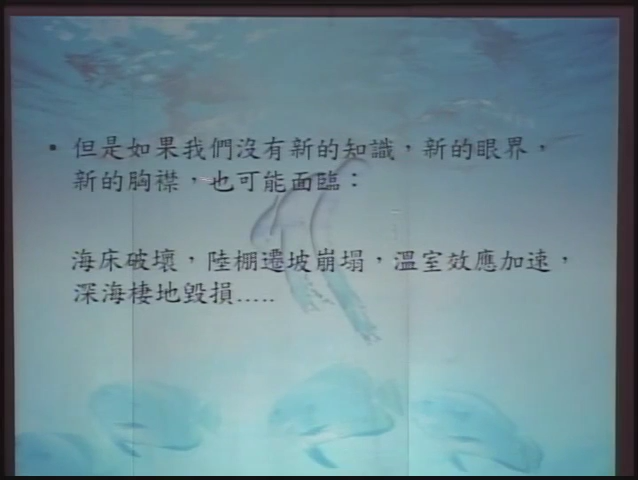 • 但是如果我們沒有新的知識，新的眼界，
新的胸襟，也可能面臨：
海床破壞，陸棚遷坡崩塌，溫室效應加速，
深海棲地毀損.....